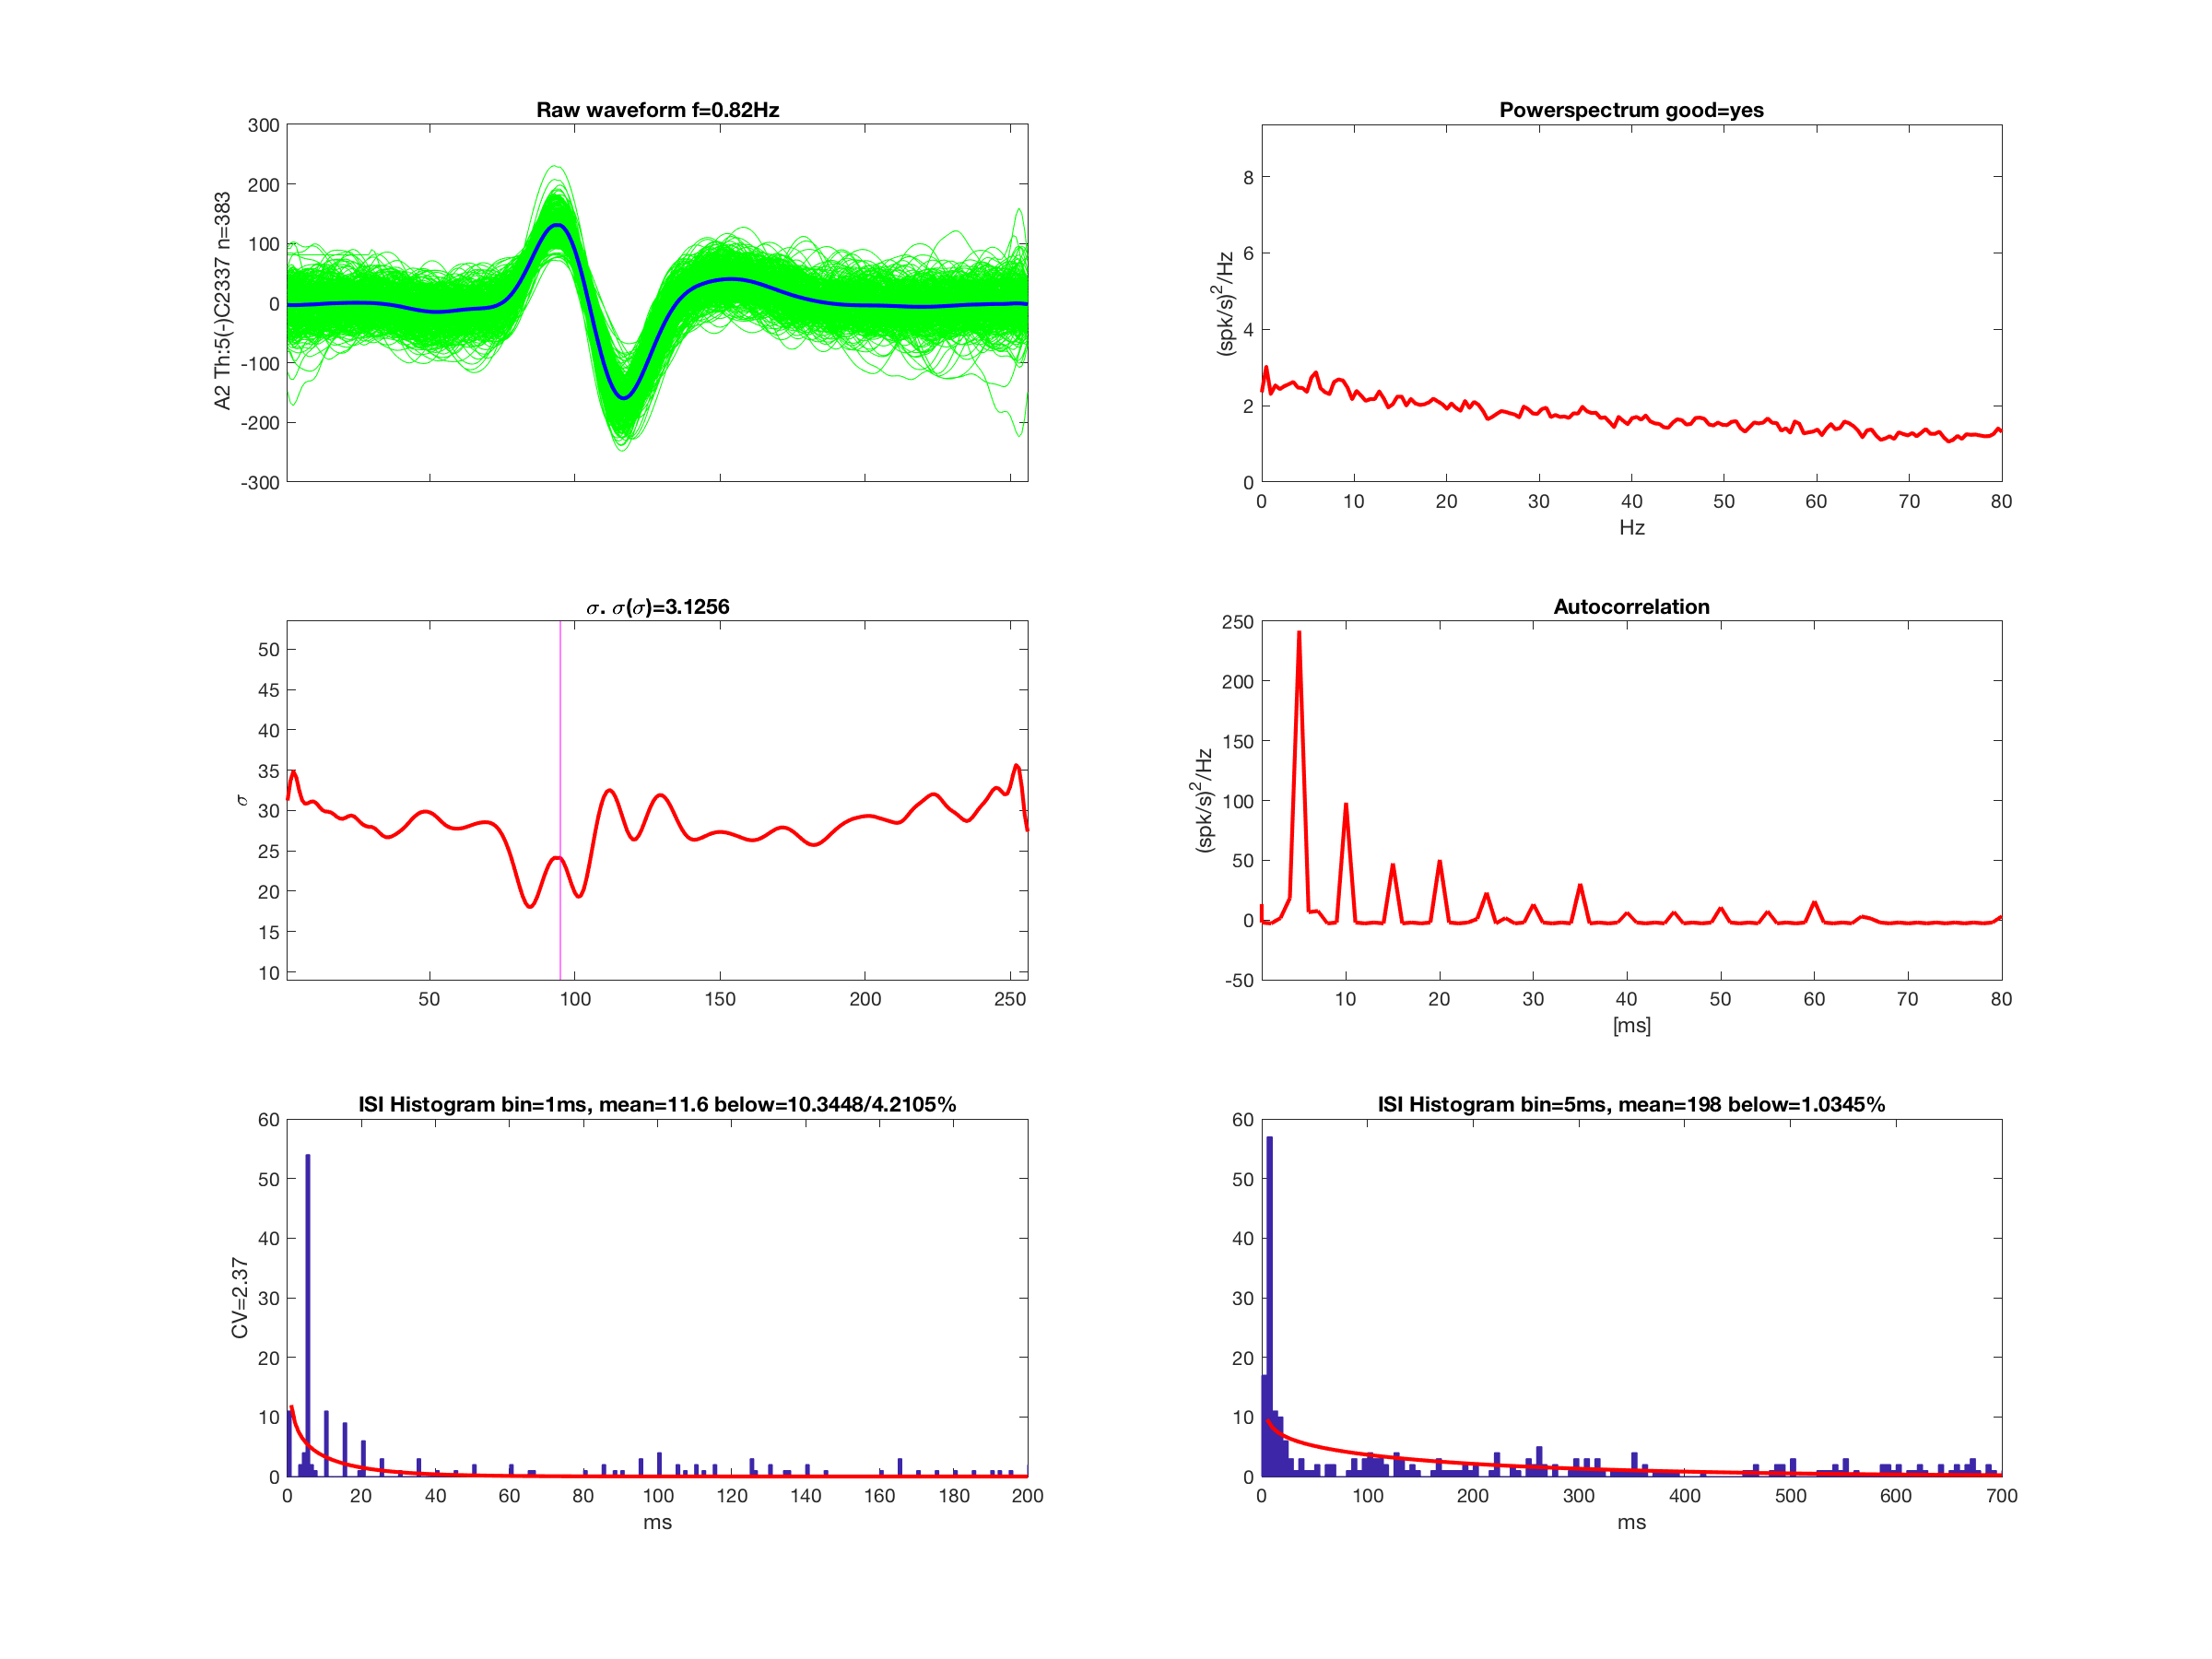 Raw waveform f=0.82Hz
300
200
100
0
-100
-200
-300
A2 Th:5(-)C2337 n=383
Powerspectrum good=yes
8
6
4
2
0
(spk/s)²/Hz
0 10 20 30 40 50 60 70 80
Hz
σ. σ(σ)=3.1256
50
45
40
35
30
25
20
15
10
σ
50 100 150 200 250
Autocorrelation
250
200
150
100
50
0
-50
(spk/s)²/Hz
10 20 30 40 50 60 70 80
[ms]
ISI Histogram bin=1ms, mean=11.6 below=10.3448/4.2105%
60
50
40
30
20
10
0
CV=2.37
0 20 40 60 80 100 120 140 160 180 200
ms
ISI Histogram bin=5ms, mean=198 below=1.0345%
60
50
40
30
20
10
0
0 100 200 300 400 500 600 700
ms